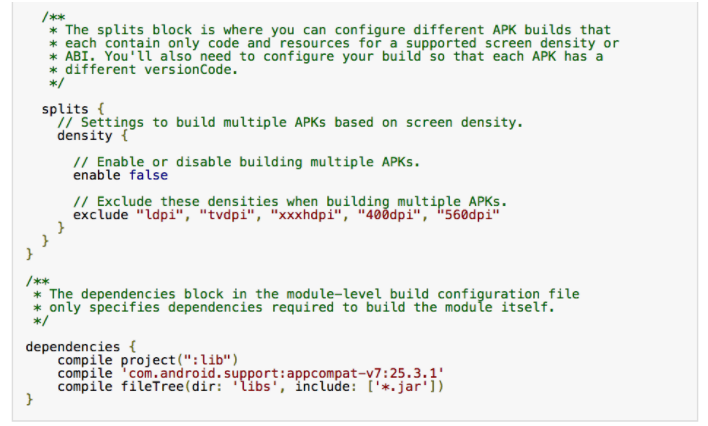 /**
* The splits block is where you can configure different APK builds that
* each contain only code and resources for a supported screen density or
* ABI. You'll also need to configure your build so that each APK has a
* different versionCode.
*/
splits {
// Settings to build multiple APKs based on screen density.
density {
// Enable or disable building multiple APKs.
enable false
// Exclude these densities when building multiple APKs.
exclude "ldpi", "tvdpi", "xxxhdpi", "400dpi", "560dpi"
}
}
}
/**
* The dependencies block in the module-level build configuration file
* only specifies dependencies required to build the module itself.
*/
dependencies {
compile project(":lib")
compile 'com.android.support:appcompat-v7:25.3.1'
compile fileTree(dir: 'libs', include: ['*.jar'])
}